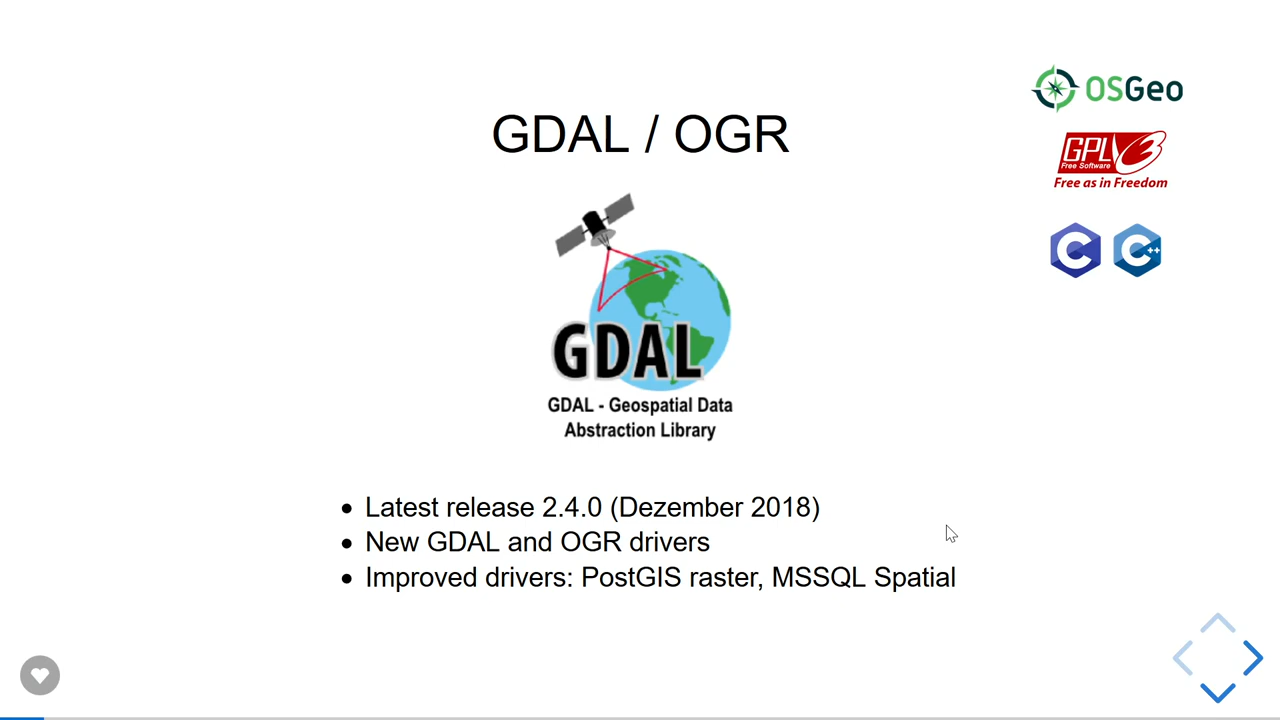 OSGeo
GDAL / OGR
GPLv3
Free Software
Free as in Freedom
C C++
GDAL
GDAL - Geospatial Data
Abstraction Library
Latest release 2.4.0 (Dezember 2018)
New GDAL and OGR drivers
Improved drivers: PostGIS raster, MSSQL Spatial